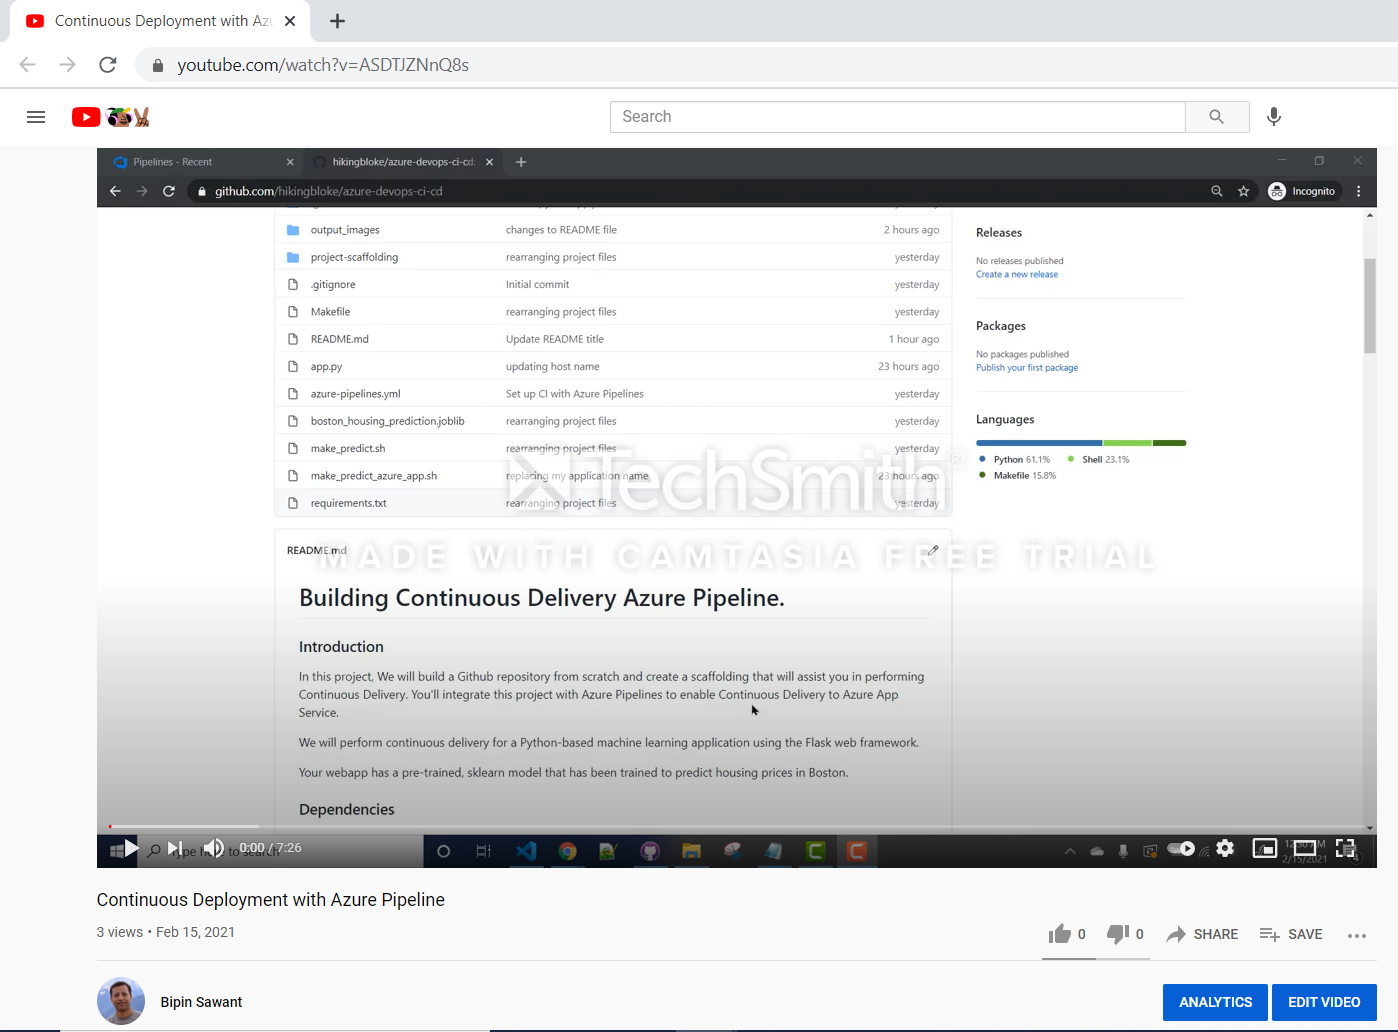 Continuous Deployment with Az
youtube.com/watch?v=ASDTJZNnQ8s
Search
Pipelines - Recent
hikingbloke/azure-devops-ci-cd
github.com/hikingbloke/azure-devops-ci-cd
Incognito
output_images changes to README file 2 hours ago
project-scaffolding rearranging project files yesterday
.gitignore Initial commit yesterday
Makefile rearranging project files yesterday
README.md Update README title 1 hour ago
app.py updating host name 23 hours ago
azure-pipelines.yml Set up CI with Azure Pipelines yesterday
boston_housing_prediction.joblib rearranging project files yesterday
make_predict.sh rearranging project files yesterday
make_predict_azure_app.sh replacing my application name 23 hours ago
requirements.txt rearranging project files yesterday
Releases
No releases published
Create a new release
Packages
No packages published
Publish your first package
Languages
Python 61.1% Shell 23.1%
Makefile 15.8%
TechSmith®
MADE WITH CAMTASIA FREE TRIAL
README.md
Building Continuous Delivery Azure Pipeline.
Introduction
In this project, We will build a Github repository from scratch and create a scaffolding that will assist you in performing
Continuous Delivery. You'll integrate this project with Azure Pipelines to enable Continuous Delivery to Azure App
Service.
We will perform continuous delivery for a Python-based machine learning application using the Flask web framework.
Your webapp has a pre-trained, sklearn model that has been trained to predict housing prices in Boston.
Dependencies
Type here to search
0:00 / 7:26
12:30 AM
2/15/2021
Continuous Deployment with Azure Pipeline
3 views • Feb 15, 2021
0 0 SHARE SAVE
Bipin Sawant
ANALYTICS EDIT VIDEO